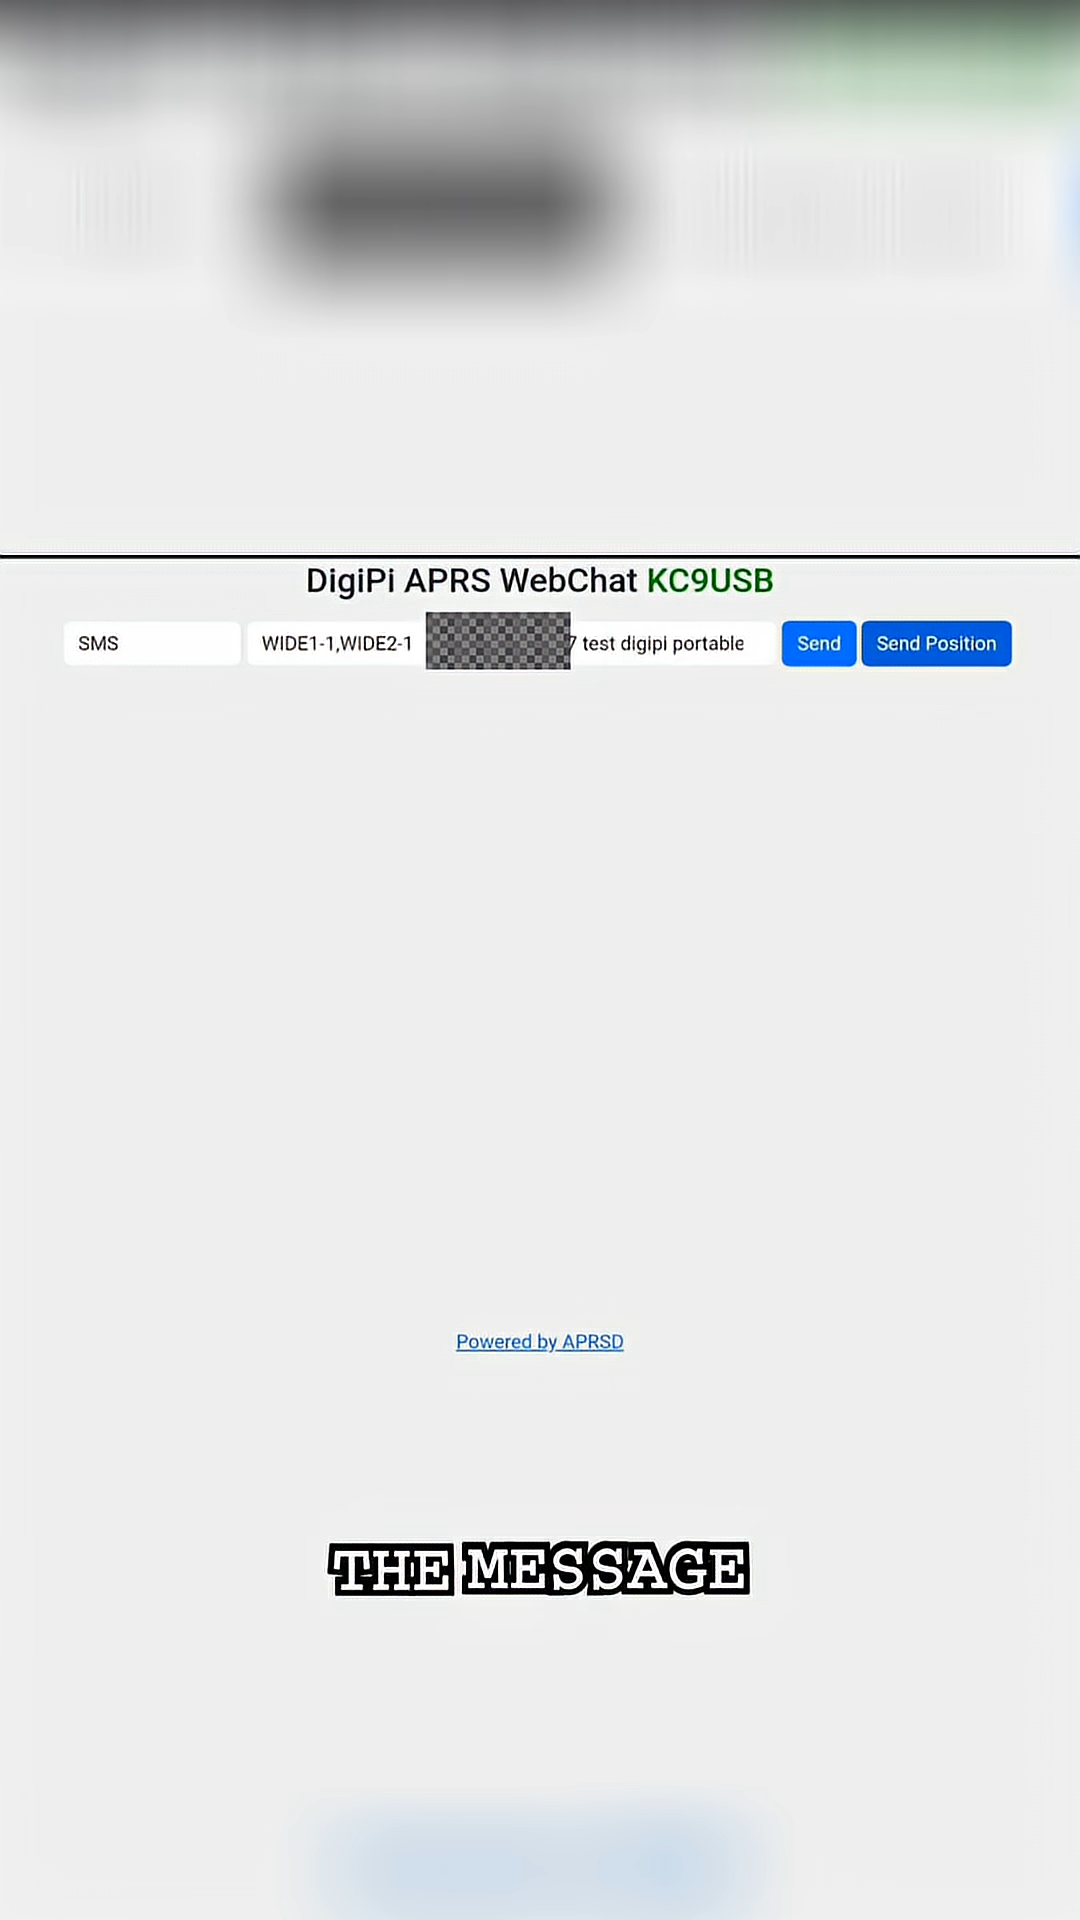 DigiPi APRS WebChat KC9USB
SMS WIDE1-1,WIDE2-1 7 test digipi portable Send Send Position
Powered by APRSD
THE MESSAGE